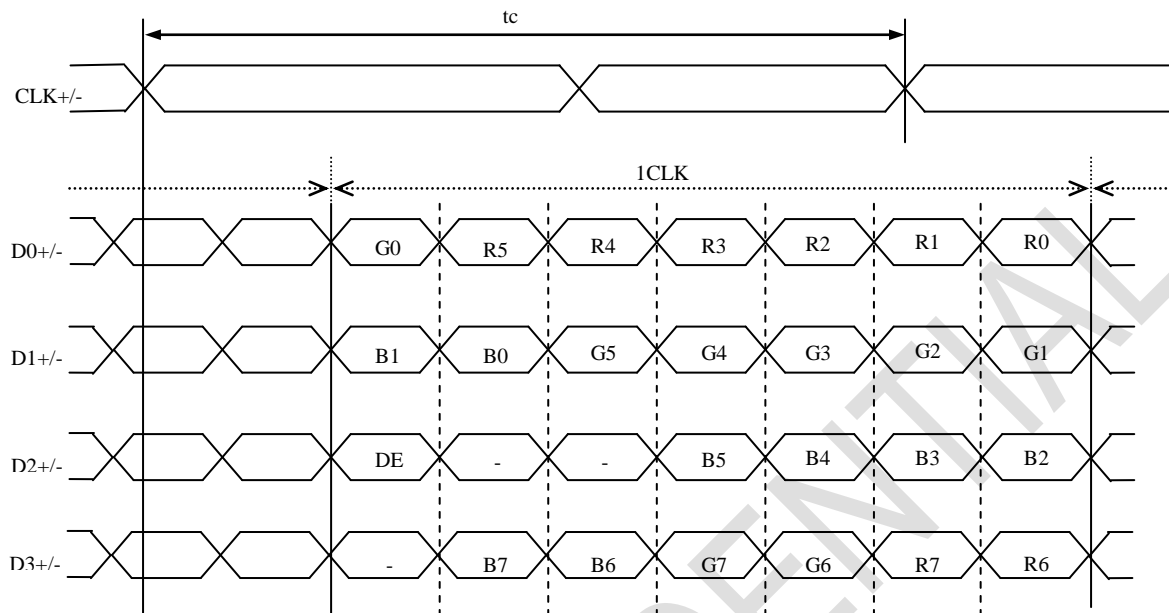 tc
CLK+/-
1CLK
D0+/- G0 R5 R4 R3 R2 R1 R0
D1+/- B1 B0 G5 G4 G3 G2 G1
D2+/- DE - - B5 B4 B3 B2
D3+/- - B7 B6 G7 G6 R7 R6
DENTIAL